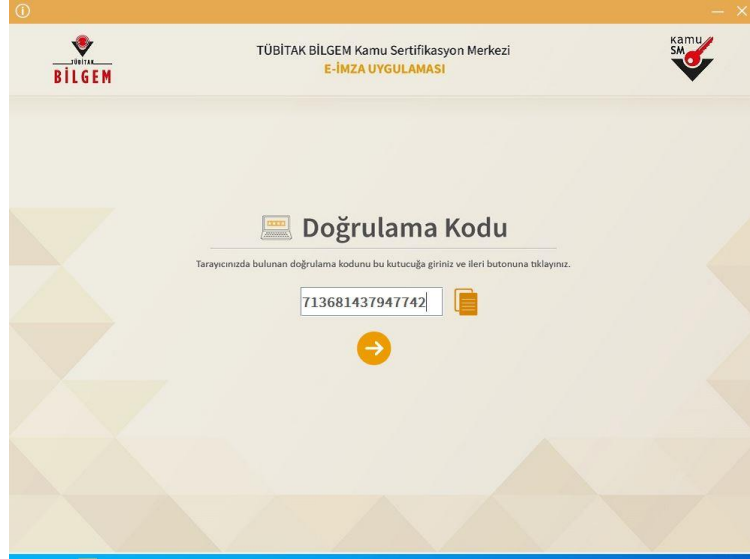 TÜBİTAK
BİLGEM
TÜBİTAK BİLGEM Kamu Sertifikasyon Merkezi
E-İMZA UYGULAMASI
Kamu
SM
Doğrulama Kodu
Tarayıcınızda bulunan doğrulama kodunu bu kutucuğa giriniz ve ileri butonuna tıklayınız.
713681437947742